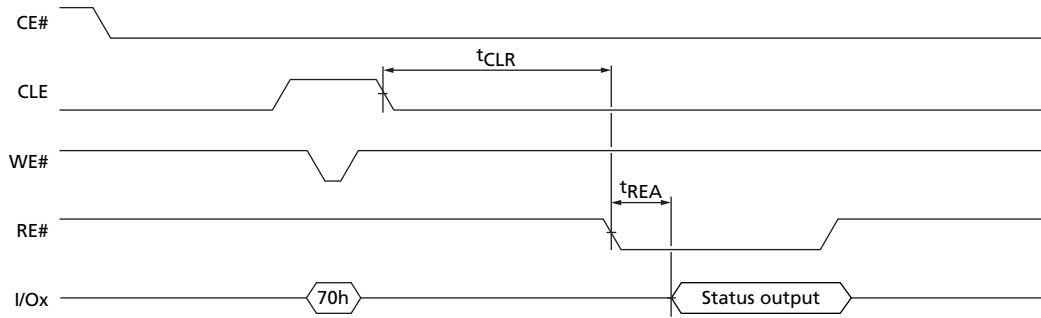 CE#
tCLR
CLE
WE#
tREA
RE#
I/Ox 70h Status output